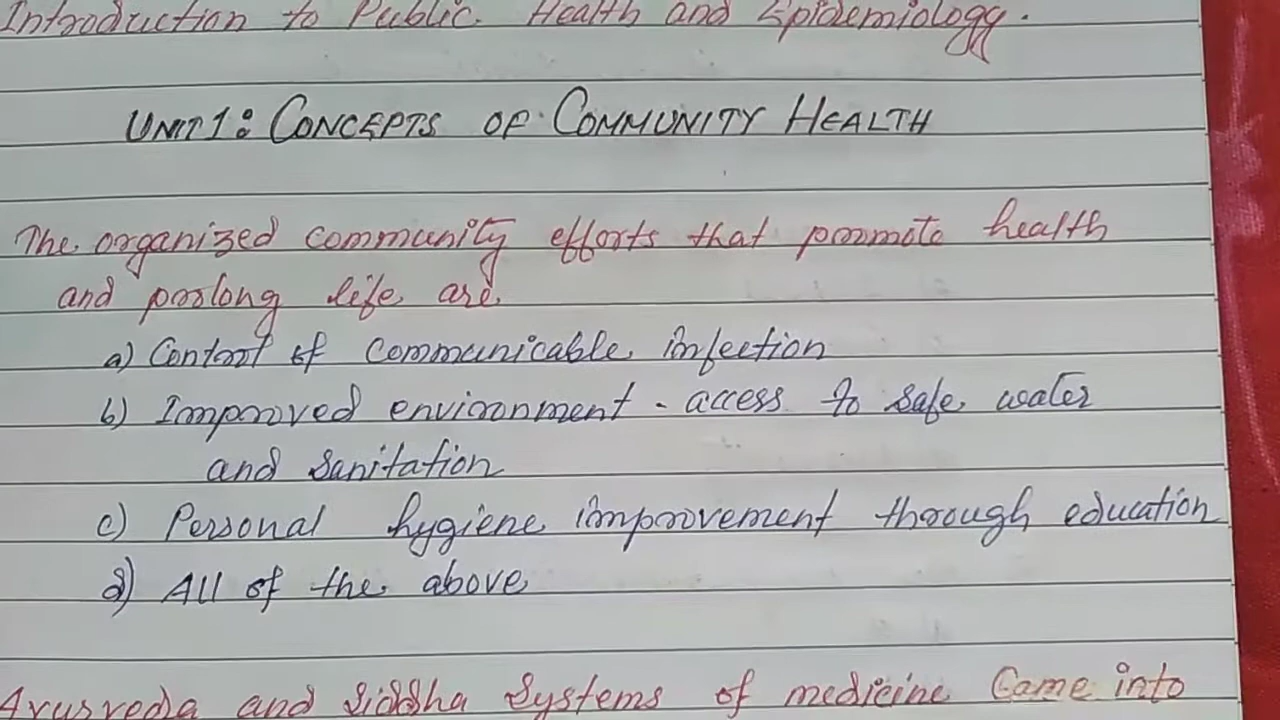 Introduction to Public Health and Epidemiology.
UNIT 1: CONCEPTS OF COMMUNITY HEALTH
The organized community efforts that promote health
and prolong life are
a) Control of communicable infection
b) Improved environment - access to safe water
and sanitation
c) Personal hygiene improvement through education
d) All of the above
Ayurveda and Siddha Systems of medicine Came into